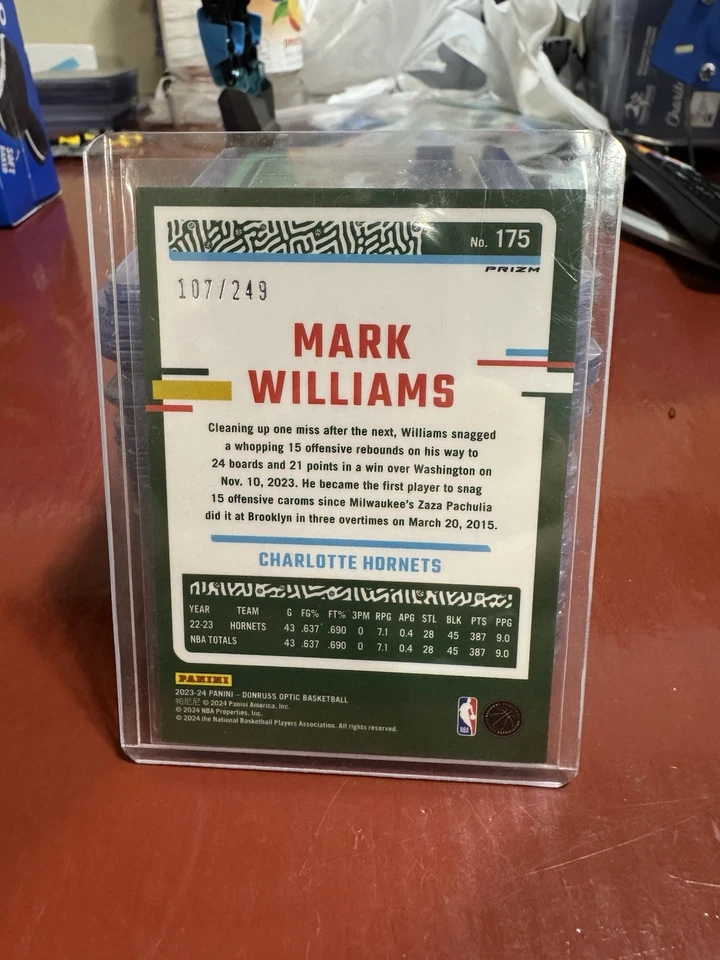 No. 175
PRIZM
107/249
MARK
WILLIAMS
Cleaning up one miss after the next, Williams snagged
a whopping 15 offensive rebounds on his way to
24 boards and 21 points in a win over Washington on
Nov. 10, 2023. He became the first player to snag
15 offensive caroms since Milwaukee's Zaza Pachulia
did it at Brooklyn in three overtimes on March 20, 2015.
CHARLOTTE HORNETS
YEAR TEAM G FG% FT% 3PM RPG APG STL BLK PTS PPG
22-23 HORNETS 43 .637 .690 0 7.1 0.4 28 45 387 9.0
NBA TOTALS 43 .637 .690 0 7.1 0.4 28 45 387 9.0
PANINI
2023-24 PANINI – DONRUSS OPTIC BASKETBALL
帕尼尼 © 2024 Panini America, Inc.
© 2024 NBA Properties, Inc.
© 2024 the National Basketball Players Association. All rights reserved.
NBA
SOFT
Charit